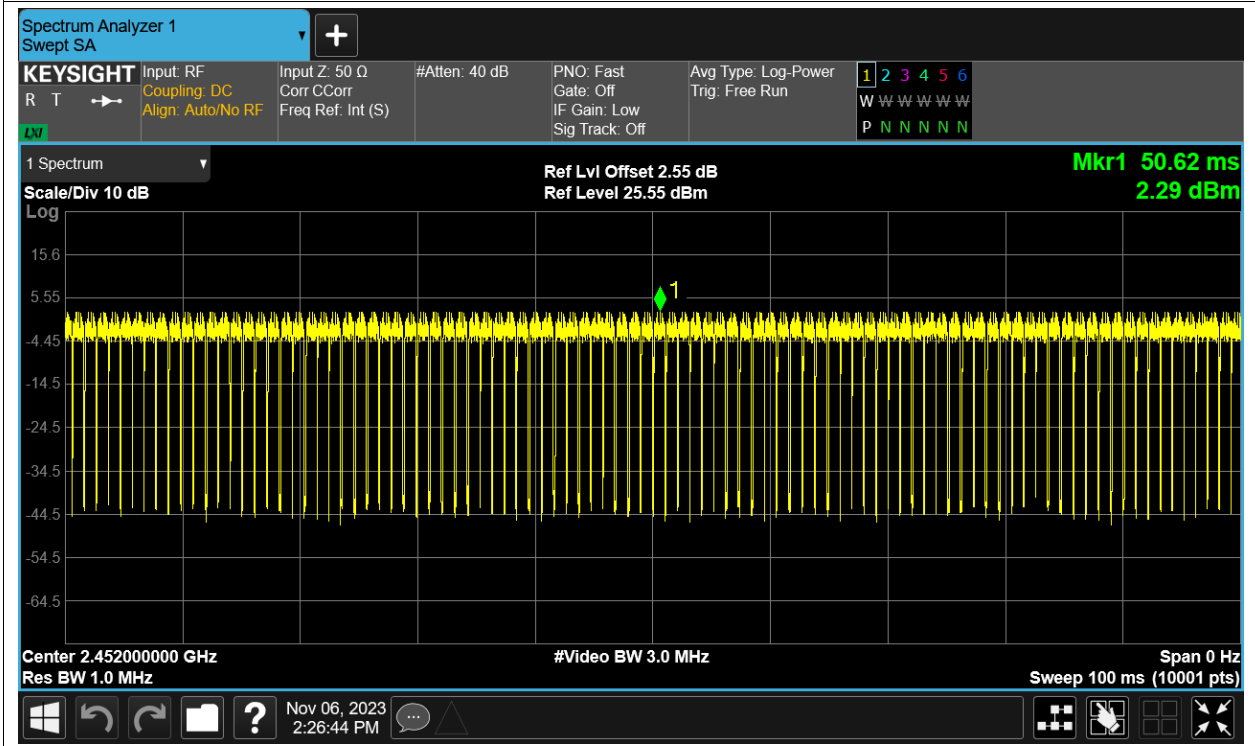 Spectrum Analyzer 1
Swept SA
+
KEYSIGHT
R T
LXI
Input: RF
Coupling: DC
Align: Auto/No RF
Input Z: 50 Ω
Corr CCorr
Freq Ref: Int (S)
#Atten: 40 dB
PNO: Fast
Gate: Off
IF Gain: Low
Sig Track: Off
Avg Type: Log-Power
Trig: Free Run
1 2 3 4 5 6
W W W W W W
P N N N N N
1 Spectrum
Scale/Div 10 dB
Log
Ref Lvl Offset 2.55 dB
Ref Level 25.55 dBm
Mkr1 50.62 ms
2.29 dBm
15.6
5.55
1
-4.45
-14.5
-24.5
-34.5
-44.5
-54.5
-64.5
Center 2.452000000 GHz
Res BW 1.0 MHz
#Video BW 3.0 MHz
Span 0 Hz
Sweep 100 ms (10001 pts)
?
Nov 06, 2023
2:26:44 PM